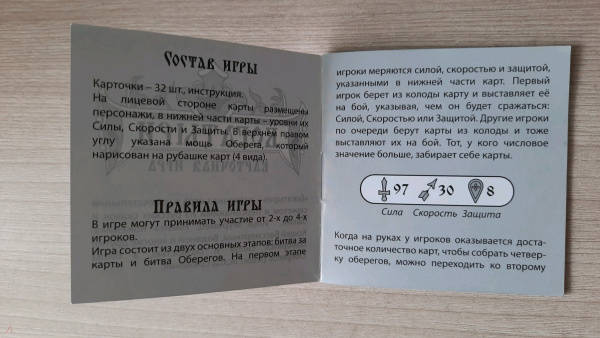 Состав игры
Карточки – 32 шт, инструкция.
На лицевой стороне карты размещены
персонажи, в нижней части карты – уровни их
Силы, Скорости и Защиты. В верхнем правом
углу указана мощь Оберега, который
нарисован на рубашке карт (4 вида).
Правила игры
В игре могут принимать участие от 2-х до 4-х
игроков.
Игра состоит из двух основных этапов: битва за
карты и битва Оберегов. На первом этапе
игроки меряются силой, скоростью и защитой,
указанными в нижней части карт. Первый
игрок берет из колоды карту и выставляет её
на бой, указывая, чем он будет сражаться:
Силой, Скоростью или Защитой. Другие игроки
по очереди берут карты из колоды и тоже
выставляют их на бой. Тот, у кого числовое
значение больше, забирает себе карты.
97 30 8
Сила Скорость Защита
Когда на руках у игроков оказывается доста-
точное количество карт, чтобы собрать четвер-
ку оберегов, можно переходить ко второму